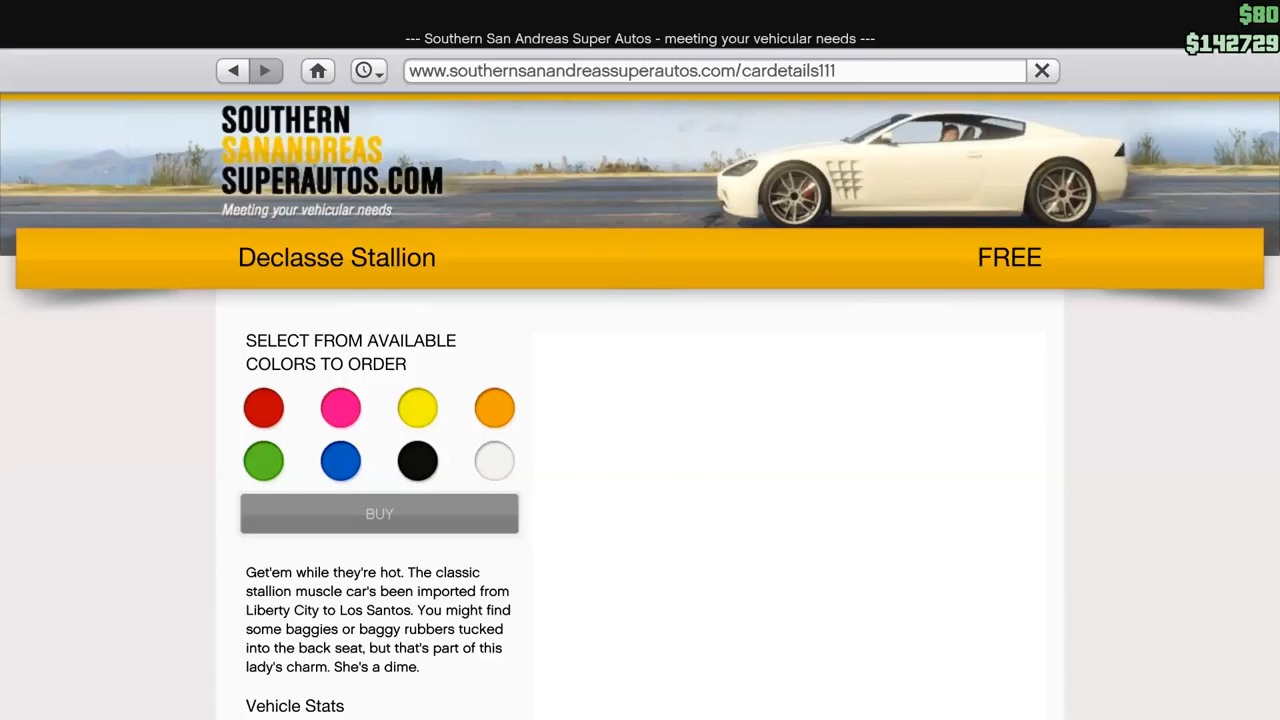 $80
--- Southern San Andreas Super Autos - meeting your vehicular needs ---
$142729
www.southernsanandreassuperautos.com/cardetails111
SOUTHERN
SANANDREAS
SUPERAUTOS.COM
Meeting your vehicular needs
Declasse Stallion
FREE
SELECT FROM AVAILABLE
COLORS TO ORDER
BUY
Get'em while they're hot. The classic
stallion muscle car's been imported from
Liberty City to Los Santos. You might find
some baggies or baggy rubbers tucked
into the back seat, but that's part of this
lady's charm. She's a dime.
Vehicle Stats